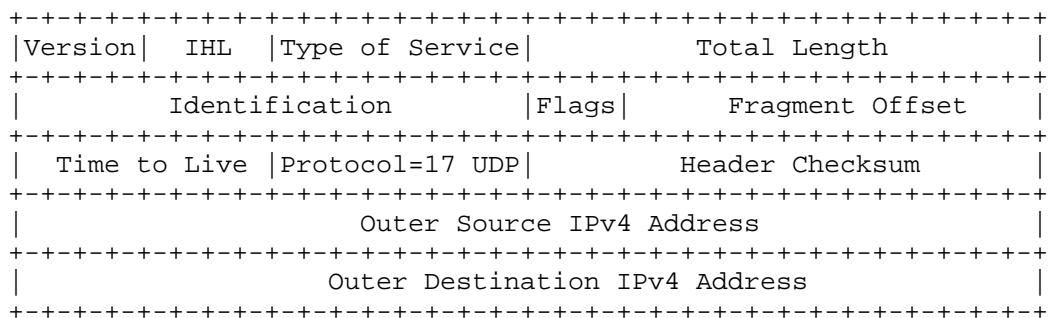 +-+-+-+-+-+-+-+-+-+-+-+-+-+-+-+-+-+-+-+-+-+-+-+-+-+-+-+-+-+-+-+-+
|Version|  IHL  |Type of Service|          Total Length         |
+-+-+-+-+-+-+-+-+-+-+-+-+-+-+-+-+-+-+-+-+-+-+-+-+-+-+-+-+-+-+-+-+
|         Identification        |Flags|      Fragment Offset    |
+-+-+-+-+-+-+-+-+-+-+-+-+-+-+-+-+-+-+-+-+-+-+-+-+-+-+-+-+-+-+-+-+
|  Time to Live |Protocol=17 UDP|         Header Checksum       |
+-+-+-+-+-+-+-+-+-+-+-+-+-+-+-+-+-+-+-+-+-+-+-+-+-+-+-+-+-+-+-+-+
|                     Outer Source IPv4 Address                 |
+-+-+-+-+-+-+-+-+-+-+-+-+-+-+-+-+-+-+-+-+-+-+-+-+-+-+-+-+-+-+-+-+
|                   Outer Destination IPv4 Address              |
+-+-+-+-+-+-+-+-+-+-+-+-+-+-+-+-+-+-+-+-+-+-+-+-+-+-+-+-+-+-+-+-+